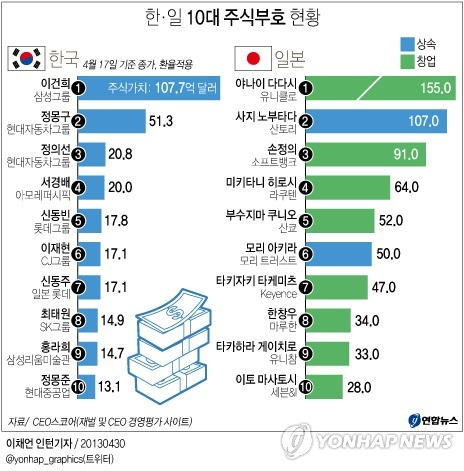 한·일 10대 주식부호 현황
한국
4월 17일 기준 종가, 환율적용
일본
상속
창업
이건희
삼성그룹
1
주식가치: 107.7억 달러
정몽구
현대자동차그룹
2
51.3
정의선
현대자동차그룹
3
20.8
서경배
아모레퍼시픽
4
20.0
신동빈
롯데그룹
5
17.8
이재현
CJ그룹
6
17.1
신동주
일본 롯데
7
17.1
최태원
SK그룹
8
14.9
홍라희
삼성리움미술관
9
14.7
정몽준
현대중공업
10
13.1
야나이 다다시
유니클로
1
155.0
사지 노부타다
산토리
2
107.0
손정의
소프트뱅크
3
91.0
미키타니 히로시
라쿠텐
4
64.0
부수지마 쿠니오
산쿄
5
52.0
모리 아키라
모리 트러스트
6
50.0
타키자키 타케미츠
Keyence
7
47.0
한창우
마루한
8
34.0
타카하라 게이치로
유니참
9
33.0
이토 마사토시
세븐&I
10
28.0
자료/ CEO스코어(재벌 및 CEO 경영평가 사이트)
연합뉴스
이채언 인턴기자 / 20130430
@yonhap_graphics(트위터)
YONHAP NEWS